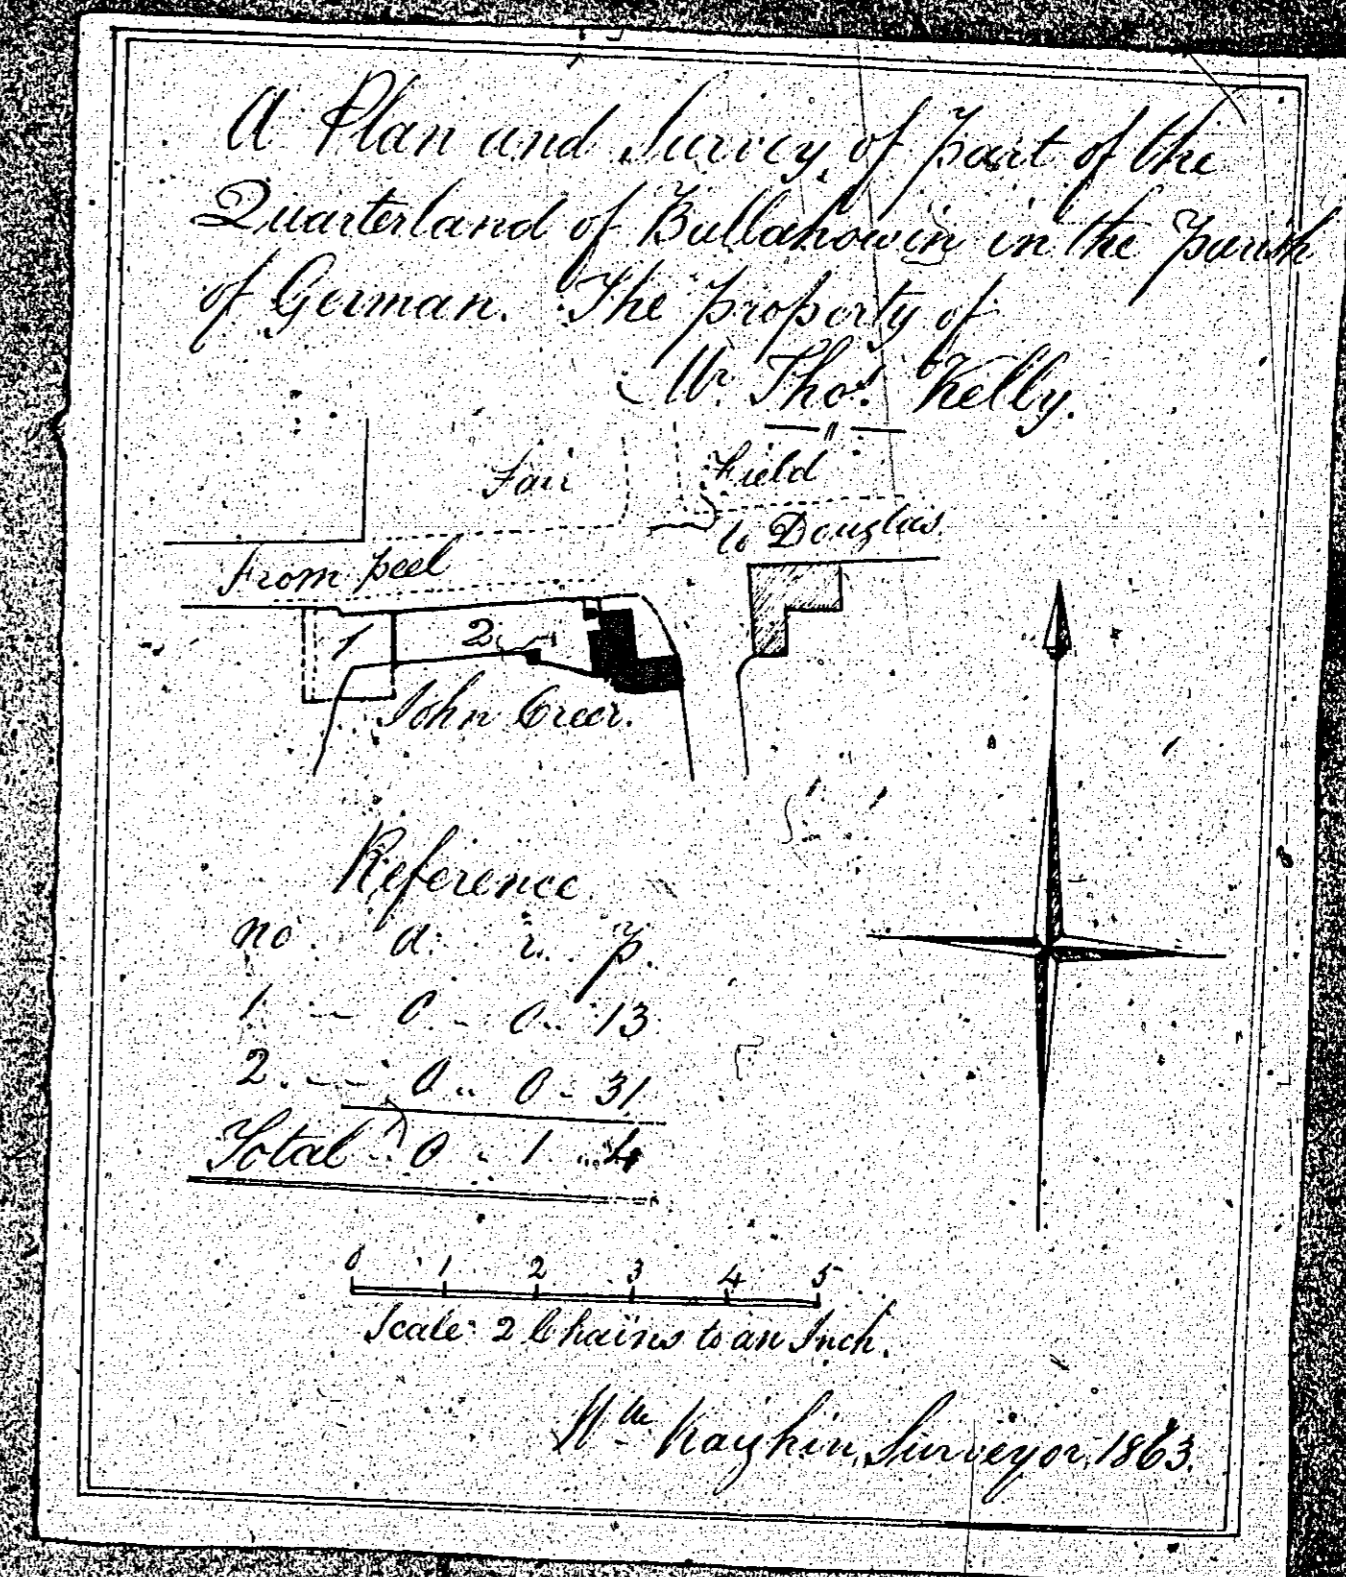 A Plan and Survey, of part of the
Quarterland of Ballahowin in the parish
of German. The property of
Mr. Thos. Kelly.
Fair Field
to Douglas.
From peel
1 2
John Creer.
Reference
no. a. r. p.
1 -- 0 - 0 .. 13
2 . -- 0 .. 0 - 31
Total .. 0 - 1 .. 4
0 1 2 3 4 5
Scale: 2 Chains to an Inch.
Wm Kayhin, Surveyor, 1863.